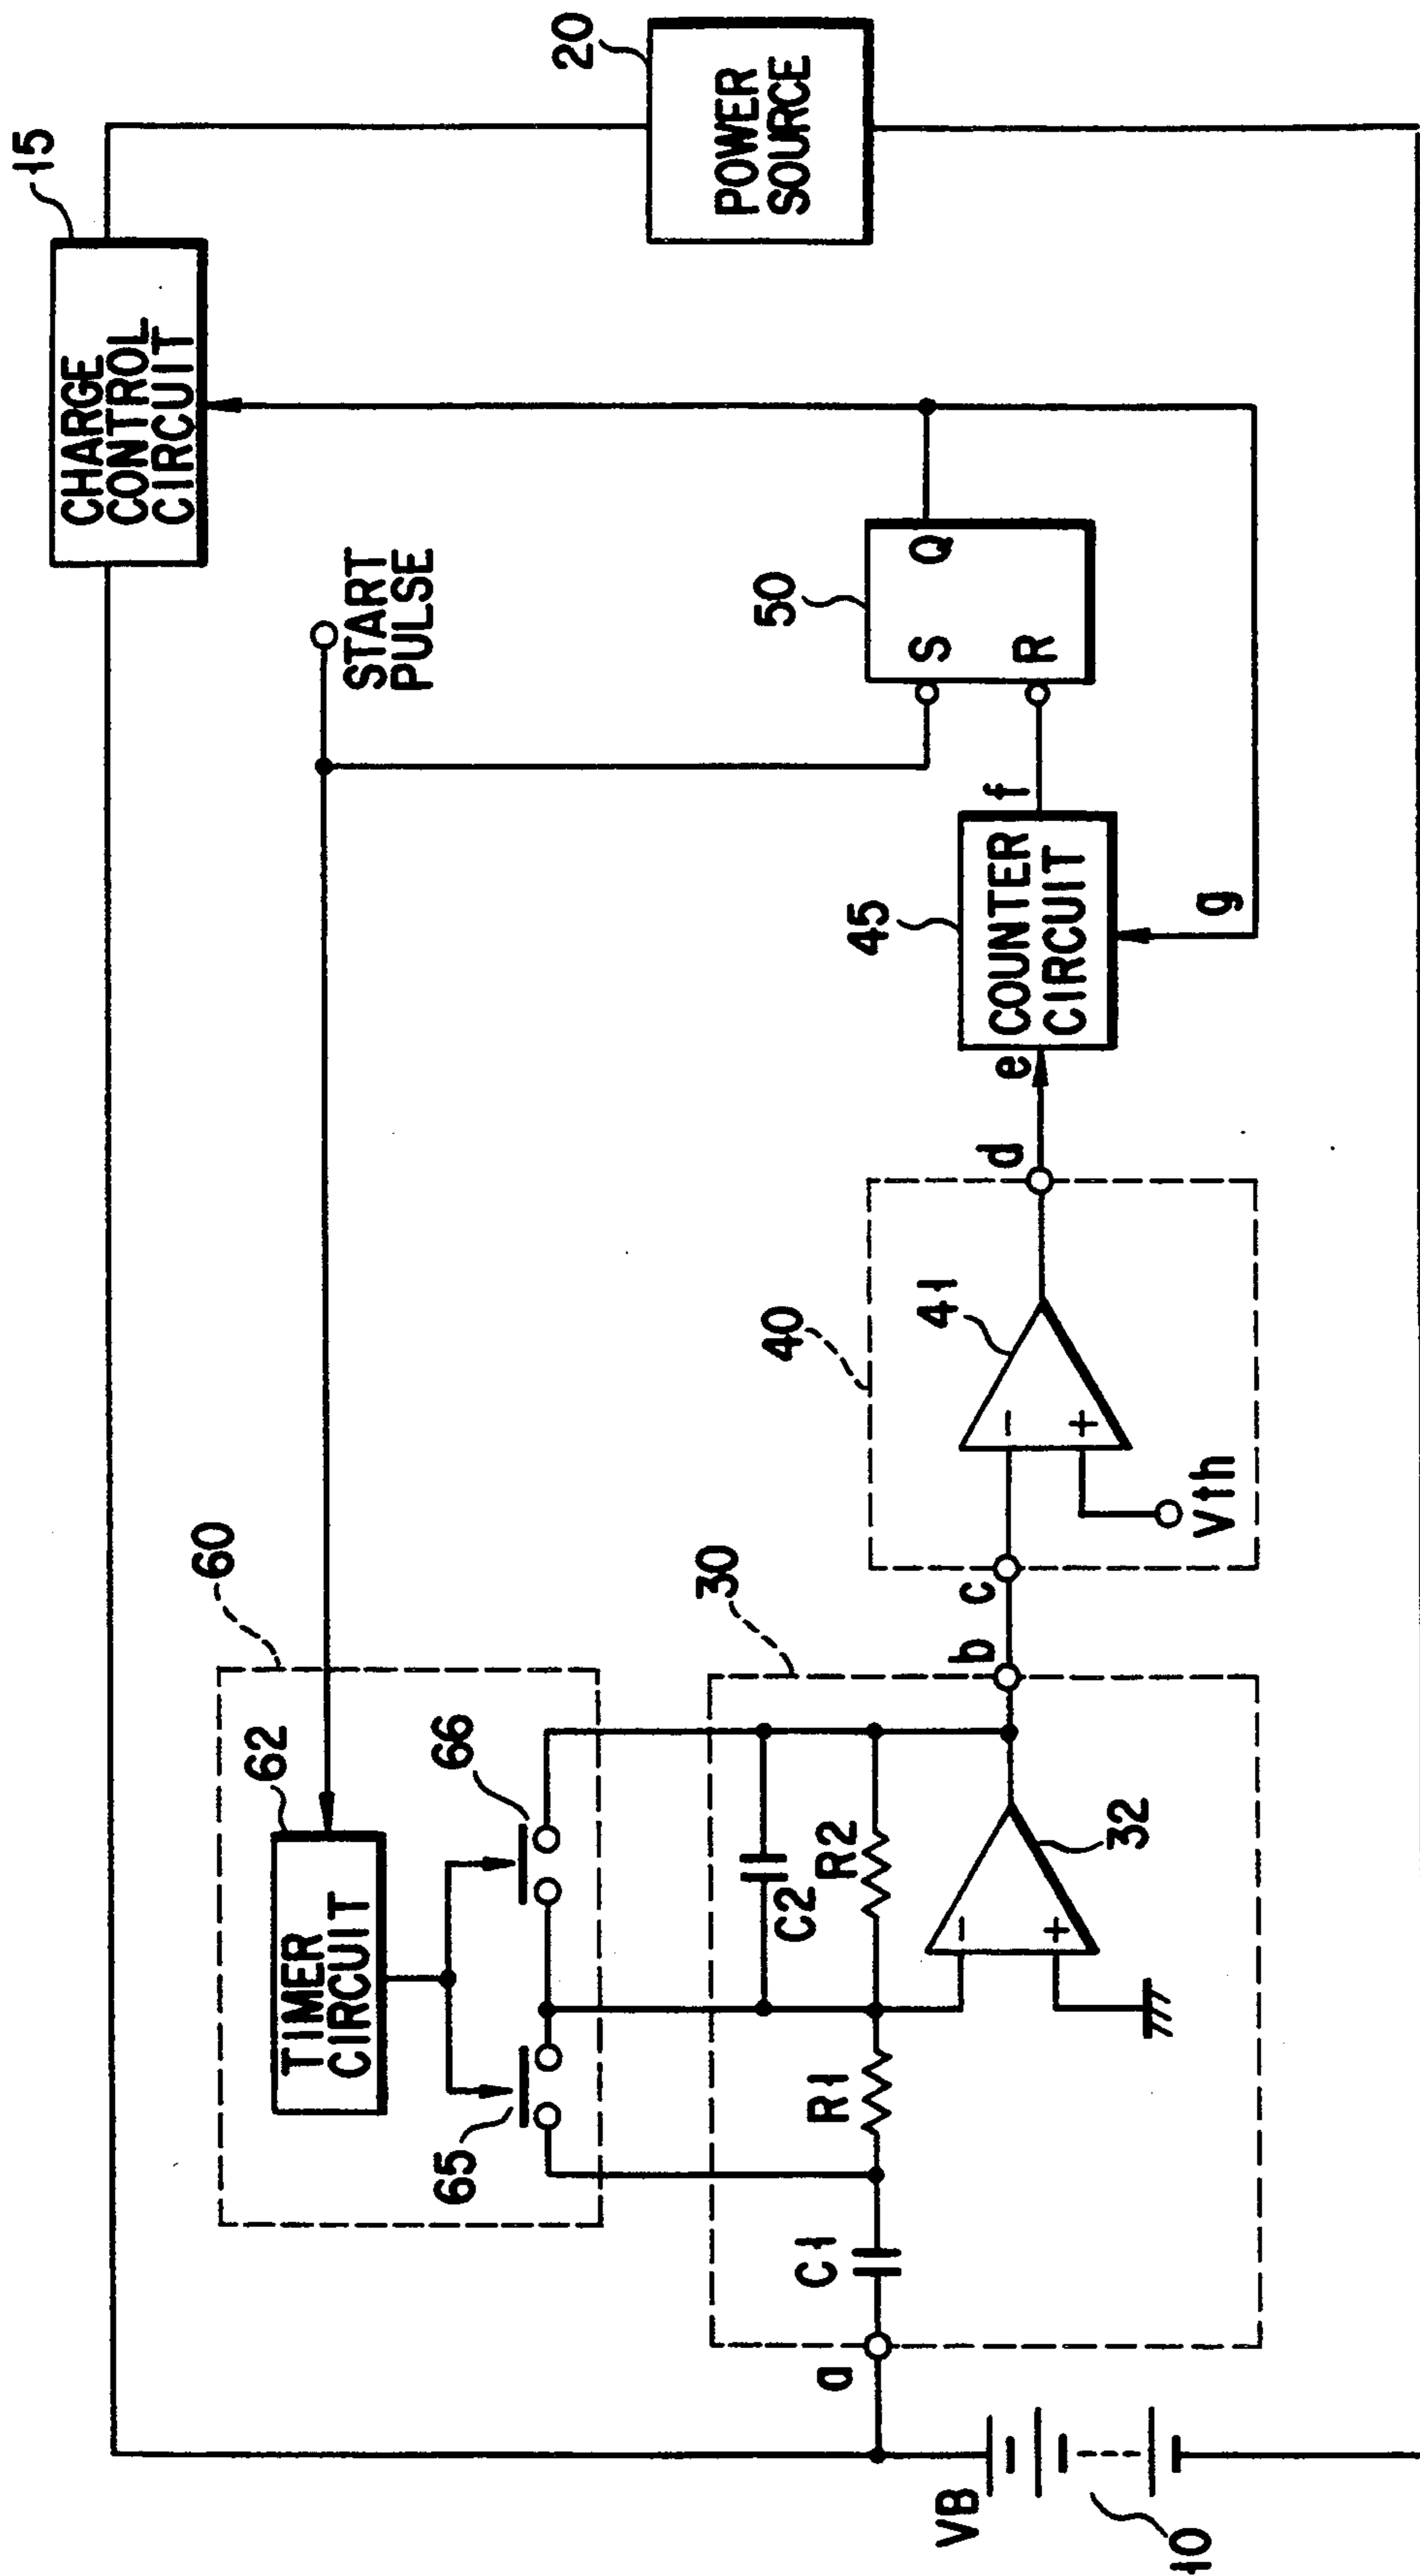 15
CHARGE
CONTROL
CIRCUIT
20
POWER
SOURCE
START
PULSE
60
62
TIMER
CIRCUIT
65
66
50
S
Q
R
30
40
45
COUNTER
CIRCUIT
e
f
g
41
−
+
Vth
c
d
b
C1
R1
C2
R2
−
+
32
a
VB
10